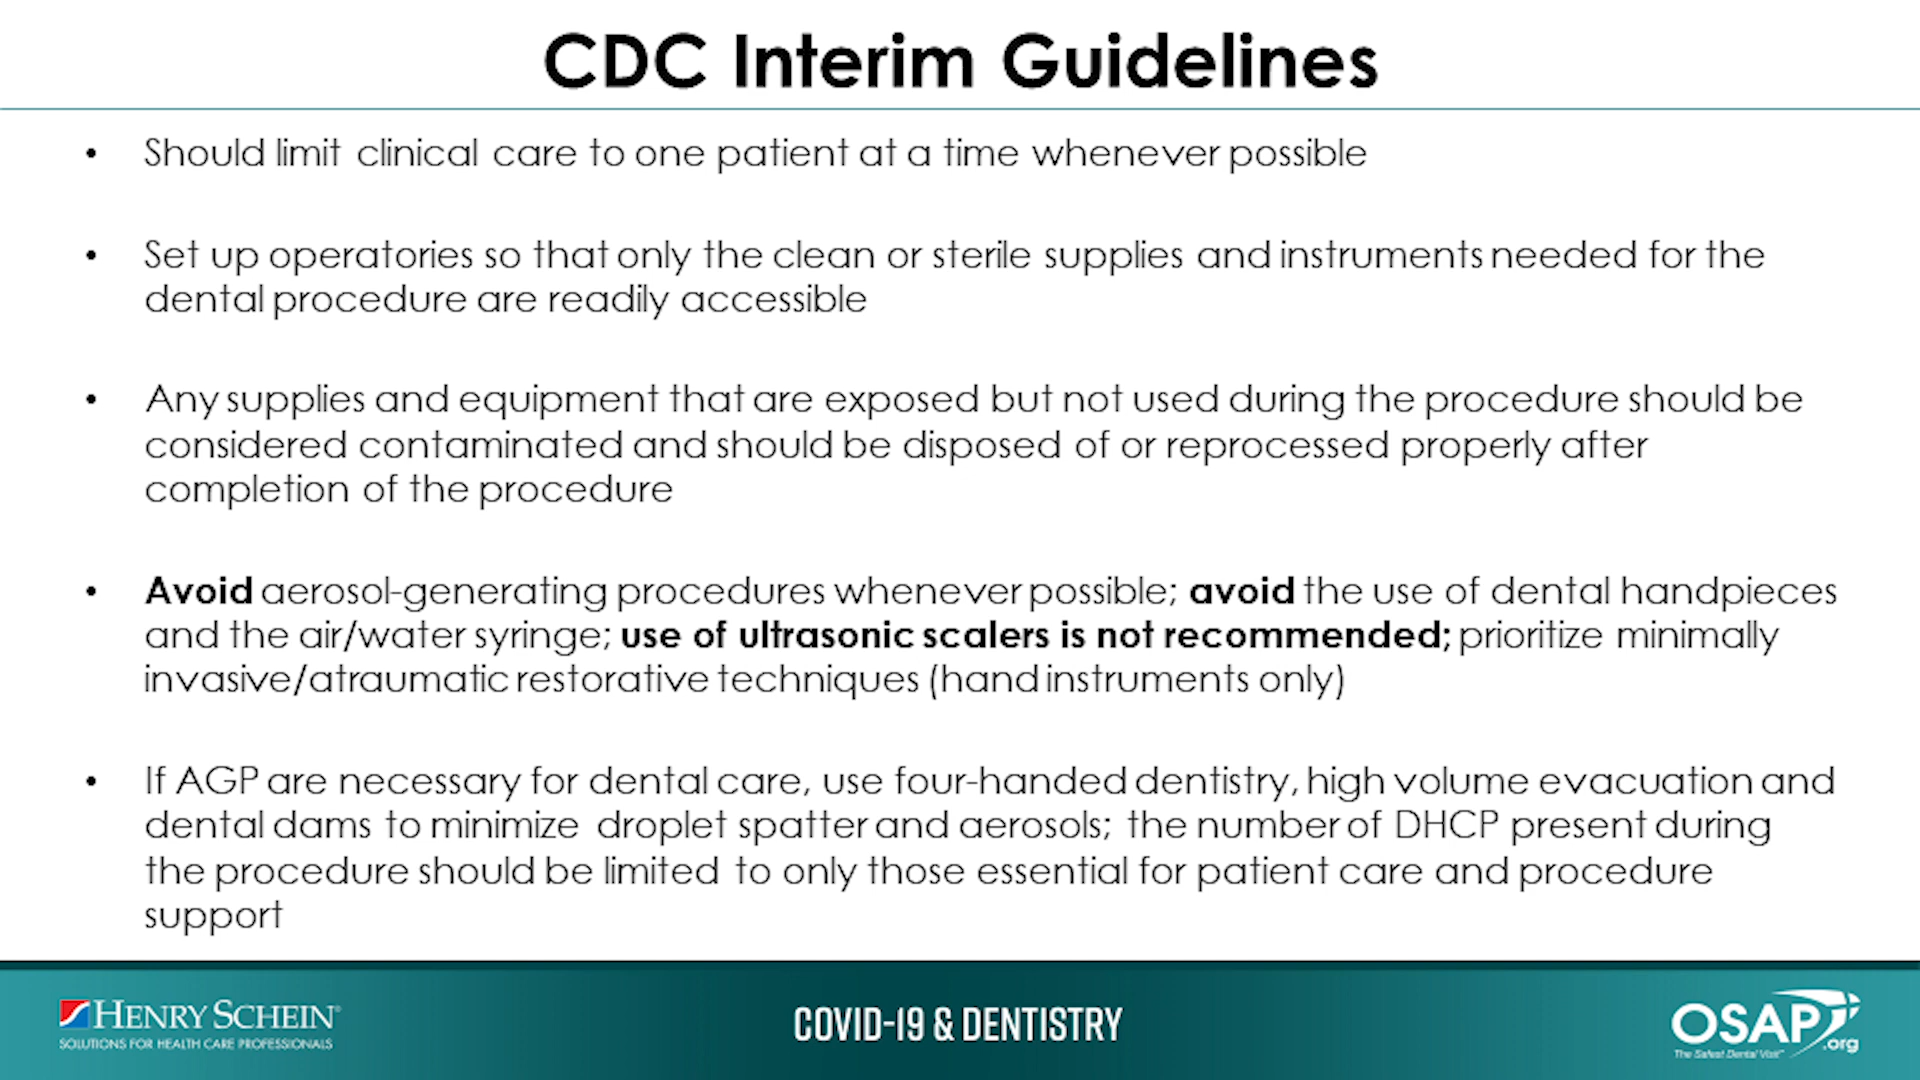 CDC Interim Guidelines
• Should limit clinical care to one patient at a time whenever possible
• Set up operatories so that only the clean or sterile supplies and instruments needed for the
dental procedure are readily accessible
• Any supplies and equipment that are exposed but not used during the procedure should be
considered contaminated and should be disposed of or reprocessed properly after
completion of the procedure
• Avoid aerosol-generating procedures whenever possible; avoid the use of dental handpieces
and the air/water syringe; use of ultrasonic scalers is not recommended; prioritize minimally
invasive/atraumatic restorative techniques (hand instruments only)
• If AGP are necessary for dental care, use four-handed dentistry, high volume evacuation and
dental dams to minimize droplet spatter and aerosols; the number of DHCP present during
the procedure should be limited to only those essential for patient care and procedure
support
HENRY SCHEIN®
SOLUTIONS FOR HEALTH CARE PROFESSIONALS
COVID-19 & DENTISTRY
OSAP
.org
The Safest Dental Visit™